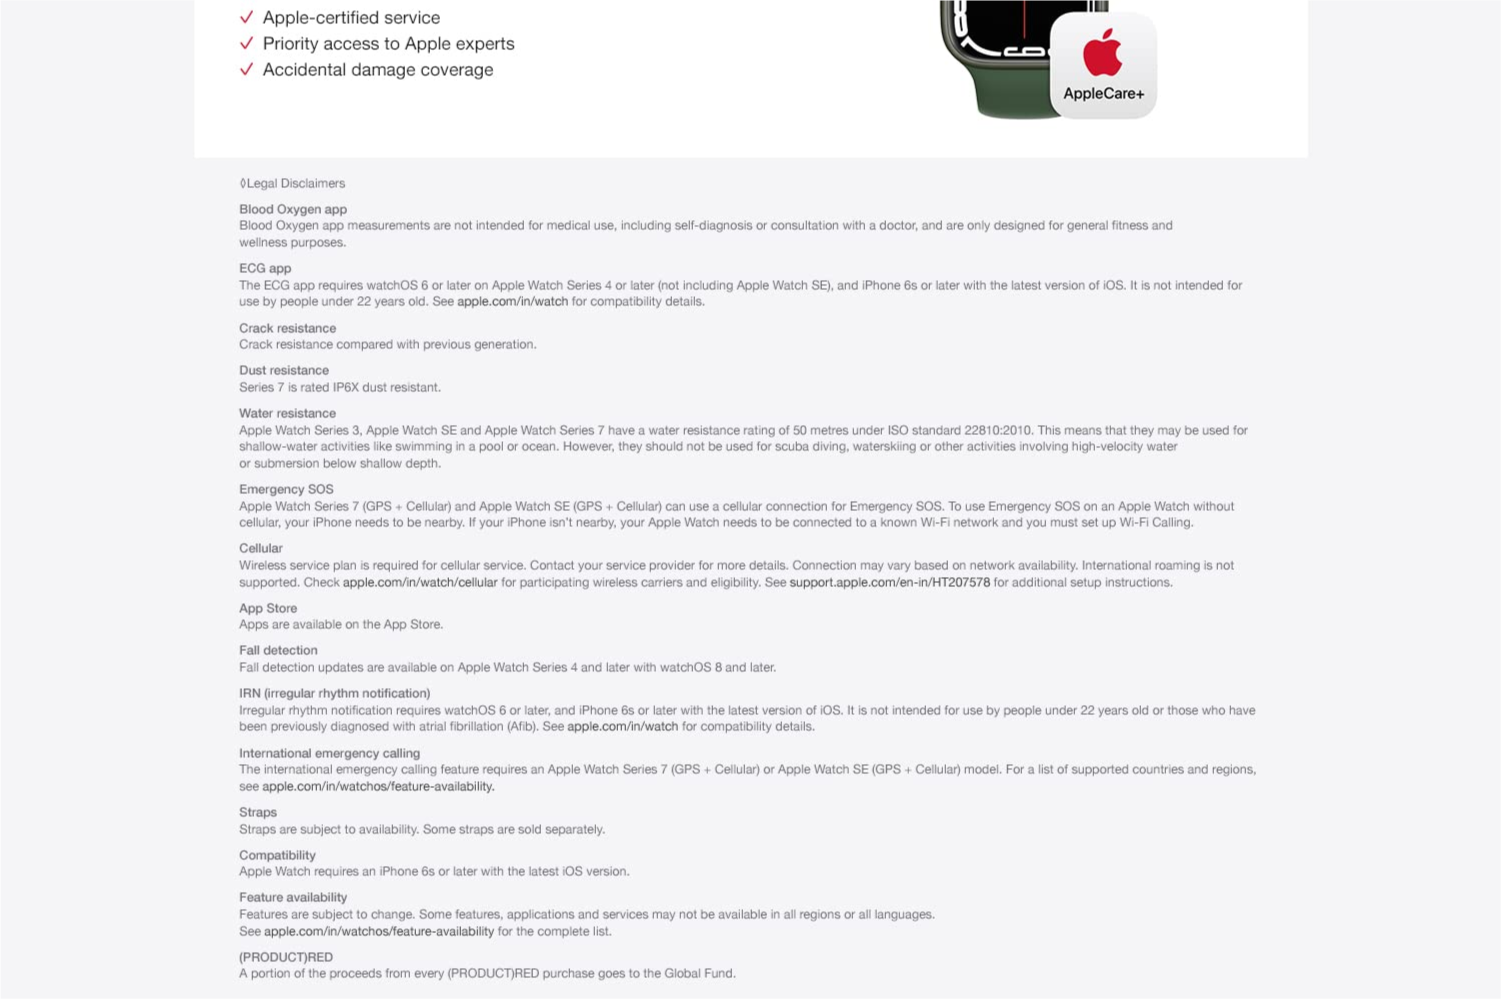 ✓ Apple-certified service
✓ Priority access to Apple experts
✓ Accidental damage coverage
AppleCare+
◊Legal Disclaimers
Blood Oxygen app
Blood Oxygen app measurements are not intended for medical use, including self-diagnosis or consultation with a doctor, and are only designed for general fitness and
wellness purposes.
ECG app
The ECG app requires watchOS 6 or later on Apple Watch Series 4 or later (not including Apple Watch SE), and iPhone 6s or later with the latest version of iOS. It is not intended for
use by people under 22 years old. See apple.com/in/watch for compatibility details.
Crack resistance
Crack resistance compared with previous generation.
Dust resistance
Series 7 is rated IP6X dust resistant.
Water resistance
Apple Watch Series 3, Apple Watch SE and Apple Watch Series 7 have a water resistance rating of 50 metres under ISO standard 22810:2010. This means that they may be used for
shallow-water activities like swimming in a pool or ocean. However, they should not be used for scuba diving, waterskiing or other activities involving high-velocity water
or submersion below shallow depth.
Emergency SOS
Apple Watch Series 7 (GPS + Cellular) and Apple Watch SE (GPS + Cellular) can use a cellular connection for Emergency SOS. To use Emergency SOS on an Apple Watch without
cellular, your iPhone needs to be nearby. If your iPhone isn't nearby, your Apple Watch needs to be connected to a known Wi-Fi network and you must set up Wi-Fi Calling.
Cellular
Wireless service plan is required for cellular service. Contact your service provider for more details. Connection may vary based on network availability. International roaming is not
supported. Check apple.com/in/watch/cellular for participating wireless carriers and eligibility. See support.apple.com/en-in/HT207578 for additional setup instructions.
App Store
Apps are available on the App Store.
Fall detection
Fall detection updates are available on Apple Watch Series 4 and later with watchOS 8 and later.
IRN (irregular rhythm notification)
Irregular rhythm notification requires watchOS 6 or later, and iPhone 6s or later with the latest version of iOS. It is not intended for use by people under 22 years old or those who have
been previously diagnosed with atrial fibrillation (Afib). See apple.com/in/watch for compatibility details.
International emergency calling
The international emergency calling feature requires an Apple Watch Series 7 (GPS + Cellular) or Apple Watch SE (GPS + Cellular) model. For a list of supported countries and regions,
see apple.com/in/watchos/feature-availability.
Straps
Straps are subject to availability. Some straps are sold separately.
Compatibility
Apple Watch requires an iPhone 6s or later with the latest iOS version.
Feature availability
Features are subject to change. Some features, applications and services may not be available in all regions or all languages.
See apple.com/in/watchos/feature-availability for the complete list.
(PRODUCT)RED
A portion of the proceeds from every (PRODUCT)RED purchase goes to the Global Fund.